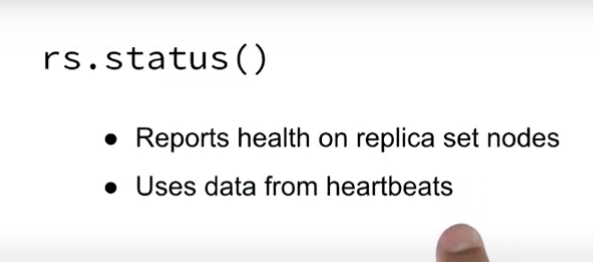 rs.status()
● Reports health on replica set nodes
● Uses data from heartbeats